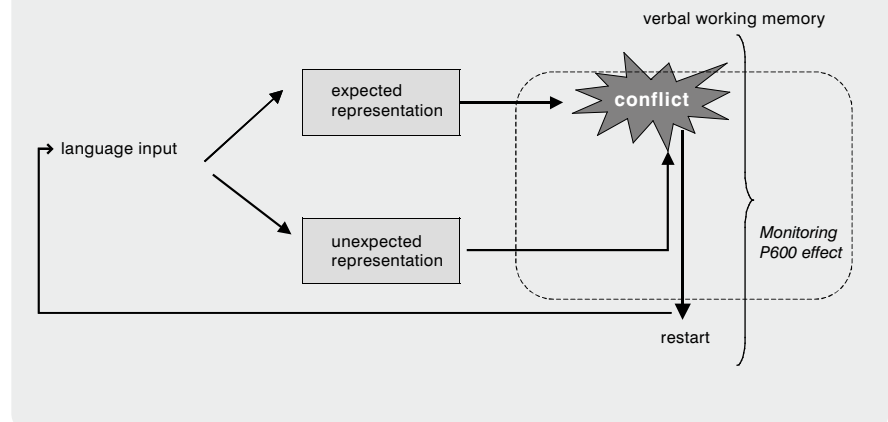 verbal working memory
expected
representation
conflict
language input
unexpected
representation
Monitoring
P600 effect
restart